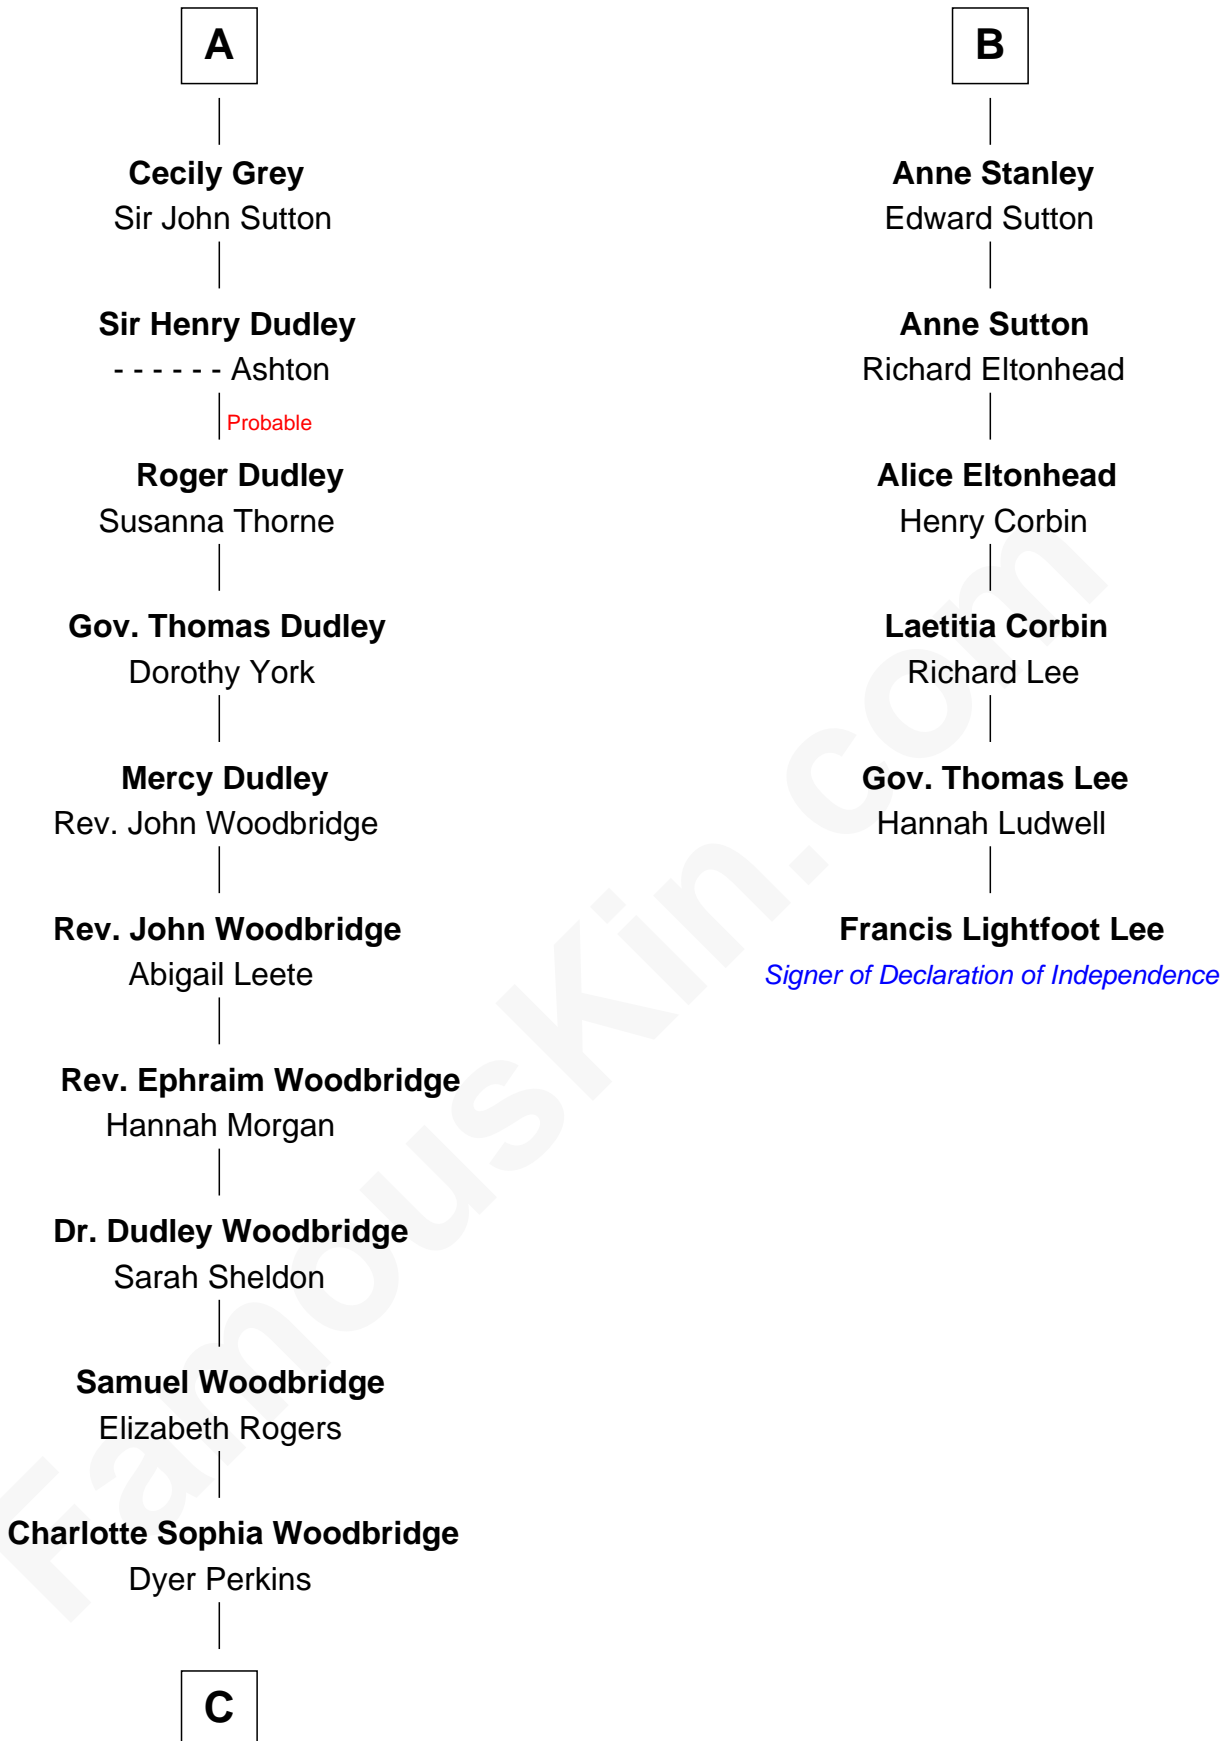 A
Cecily Grey
Sir John Sutton
Sir Henry Dudley
- - - - - - Ashton
Probable
Roger Dudley
Susanna Thorne
Gov. Thomas Dudley
Dorothy York
Mercy Dudley
Rev. John Woodbridge
Rev. John Woodbridge
Abigail Leete
Rev. Ephraim Woodbridge
Hannah Morgan
Dr. Dudley Woodbridge
Sarah Sheldon
Samuel Woodbridge
Elizabeth Rogers
Charlotte Sophia Woodbridge
Dyer Perkins
C
B
Anne Stanley
Edward Sutton
Anne Sutton
Richard Eltonhead
Alice Eltonhead
Henry Corbin
Laetitia Corbin
Richard Lee
Gov. Thomas Lee
Hannah Ludwell
Francis Lightfoot Lee
Signer of Declaration of Independence
FamousKin.com